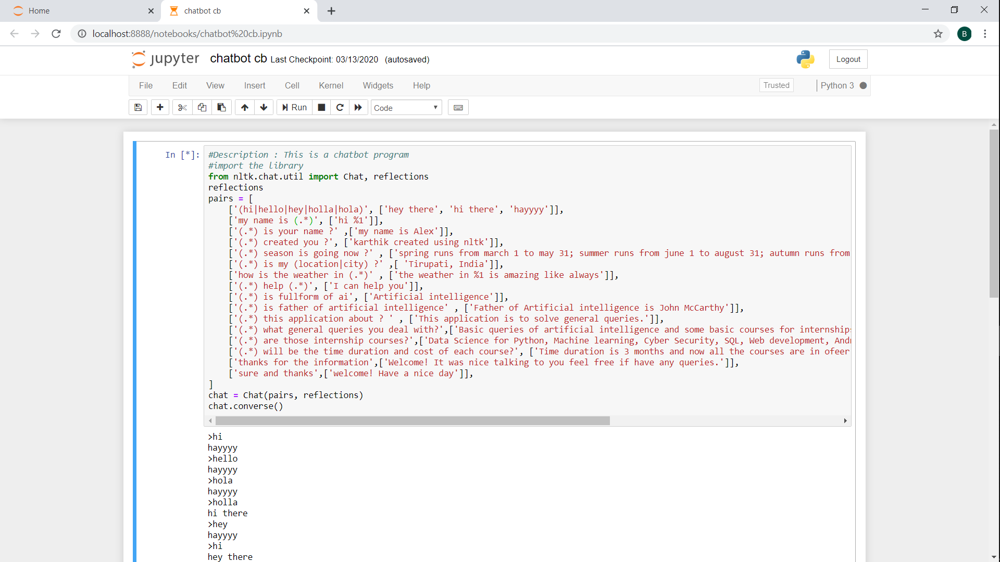 Home
chatbot cb
localhost:8888/notebooks/chatbot%20cb.ipynb
B
jupyter chatbot cb Last Checkpoint: 03/13/2020 (autosaved)
Logout
File Edit View Insert Cell Kernel Widgets Help
Trusted
Python 3
Run
Code
In [*]:
#Description : This is a chatbot program
#import the library
from nltk.chat.util import Chat, reflections
reflections
pairs = [
    ['(hi|hello|hey|holla|hola)', ['hey there', 'hi there', 'hayyyy']],
    ['my name is (.*)', ['hi %1']],
    ['(.*) is your name ?' ,['my name is Alex']],
    ['(.*) created you ?', ['karthik created using nltk']],
    ['(.*) season is going now ?' , ['spring runs from march 1 to may 31; summer runs from june 1 to august 31; autumn runs from
    ['(.*) is my (location|city) ?' ,[ 'Tirupati, India']],
    ['how is the weather in (.*)' , ['the weather in %1 is amazing like always']],
    ['(.*) help (.*)', ['I can help you']],
    ['(.*) is fullform of ai', ['Artificial intelligence']],
    ['(.*) is father of artificial intelligence' , ['Father of Artificial intelligence is John McCarthy']],
    ['(.*) this application about ? ' , ['This application is to solve general queries.']],
    ['(.*) what general queries you deal with?',['Basic queries of artificial intelligence and some basic courses for internships
    ['(.*) are those internship courses?',['Data Science for Python, Machine learning, Cyber Security, SQL, Web development,
    ['(.*) will be the time duration and cost of each course?', ['Time duration is 3 months and now all the courses are in ofeer
    ['thanks for the information',['Welcome! It was nice talking to you feel free if have any queries.']],
    ['sure and thanks',['welcome! Have a nice day']],
]
chat = Chat(pairs, reflections)
chat.converse()
>hi
hayyyy
>hello
hayyyy
>hola
hayyyy
>holla
hi there
>hey
hayyyy
>hi
hey there